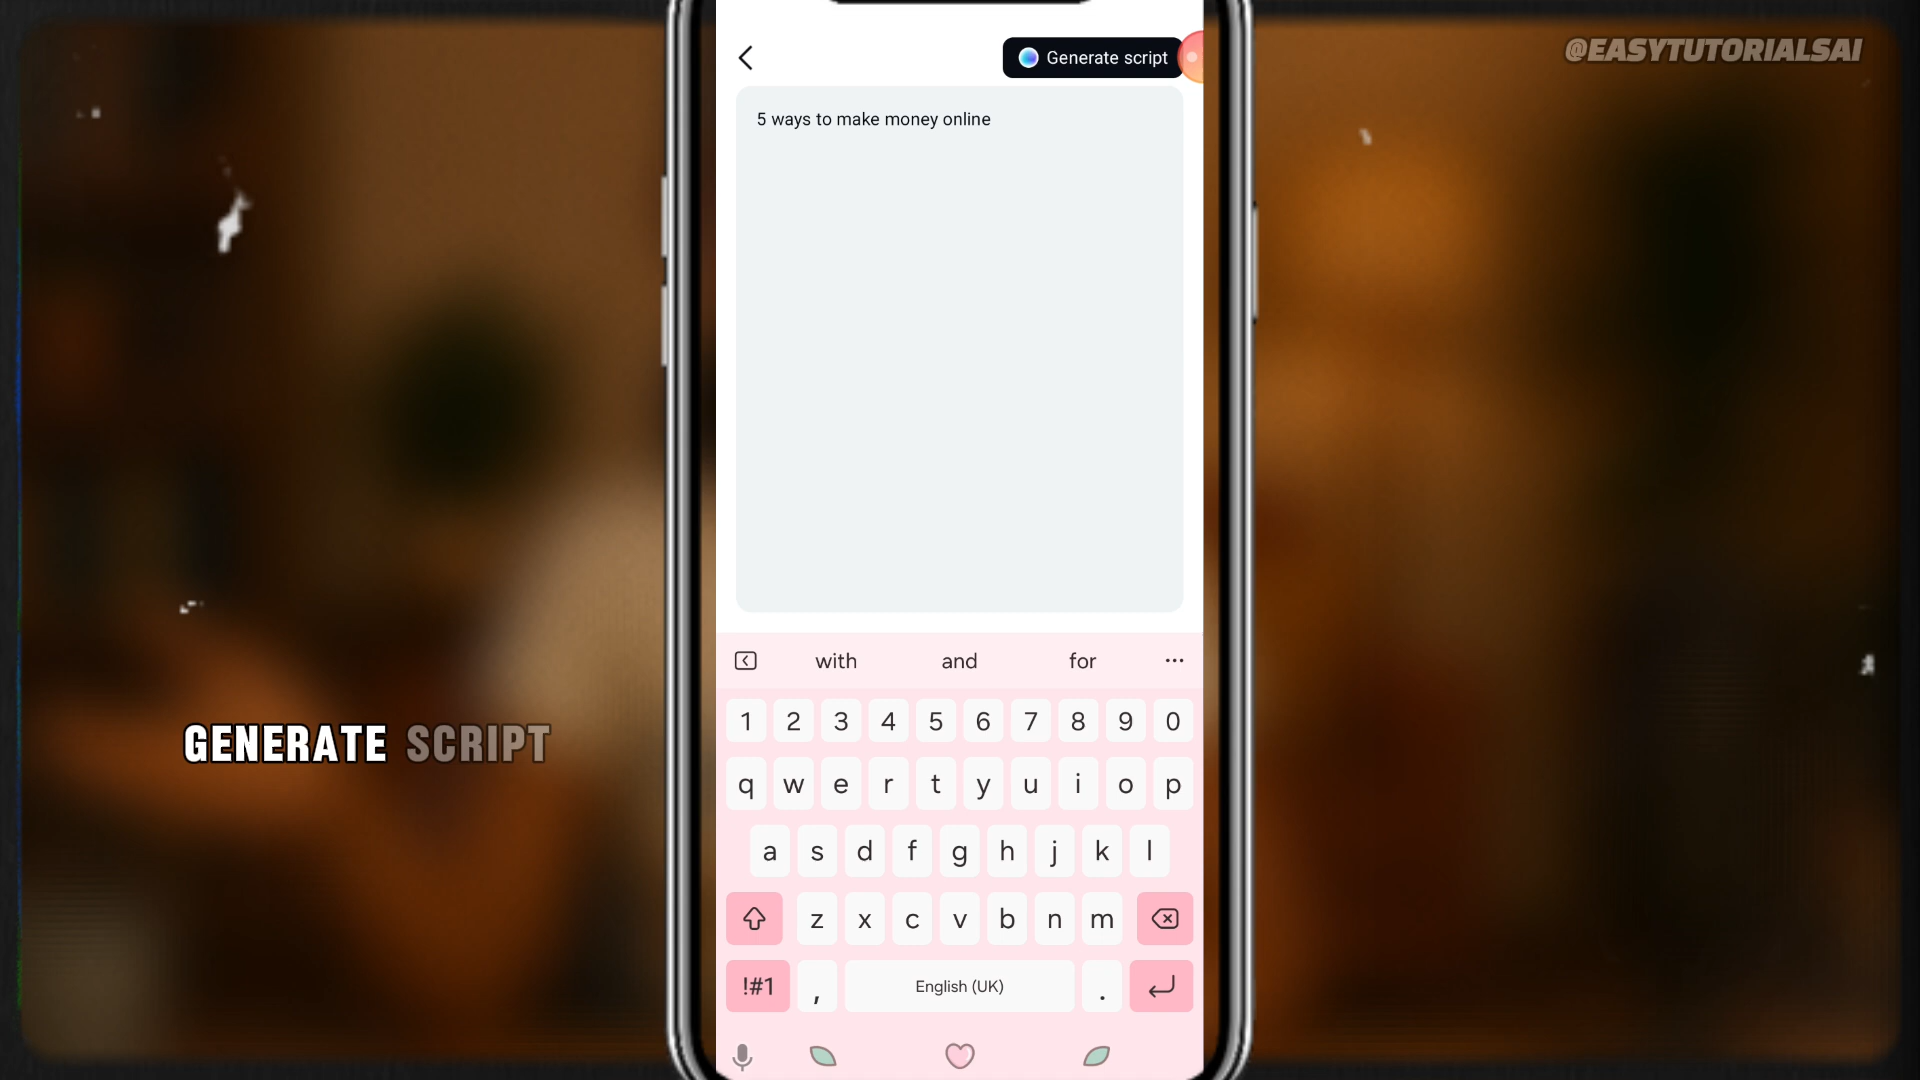 @EASYTUTORIALSAI
Generate script
5 ways to make money online
with and for ...
1 2 3 4 5 6 7 8 9 0
q w e r t y u i o p
a s d f g h j k l
z x c v b n m
!#1 , English (UK) .
GENERATE SCRIPT